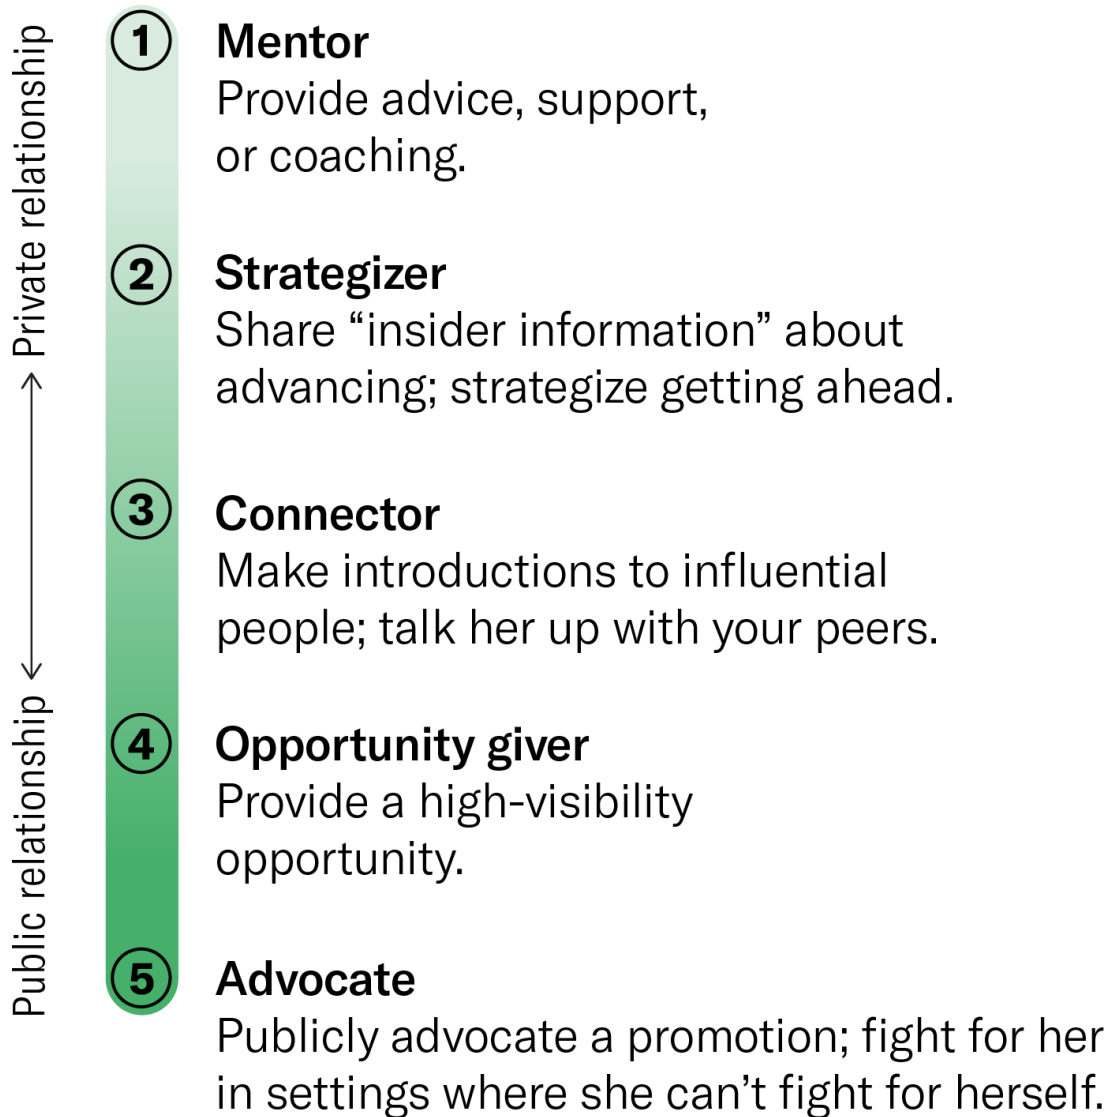 Private relationship
Public relationship
1
Mentor
Provide advice, support,
or coaching.
2
Strategizer
Share “insider information” about
advancing; strategize getting ahead.
3
Connector
Make introductions to influential
people; talk her up with your peers.
4
Opportunity giver
Provide a high-visibility
opportunity.
5
Advocate
Publicly advocate a promotion; fight for her
in settings where she can’t fight for herself.